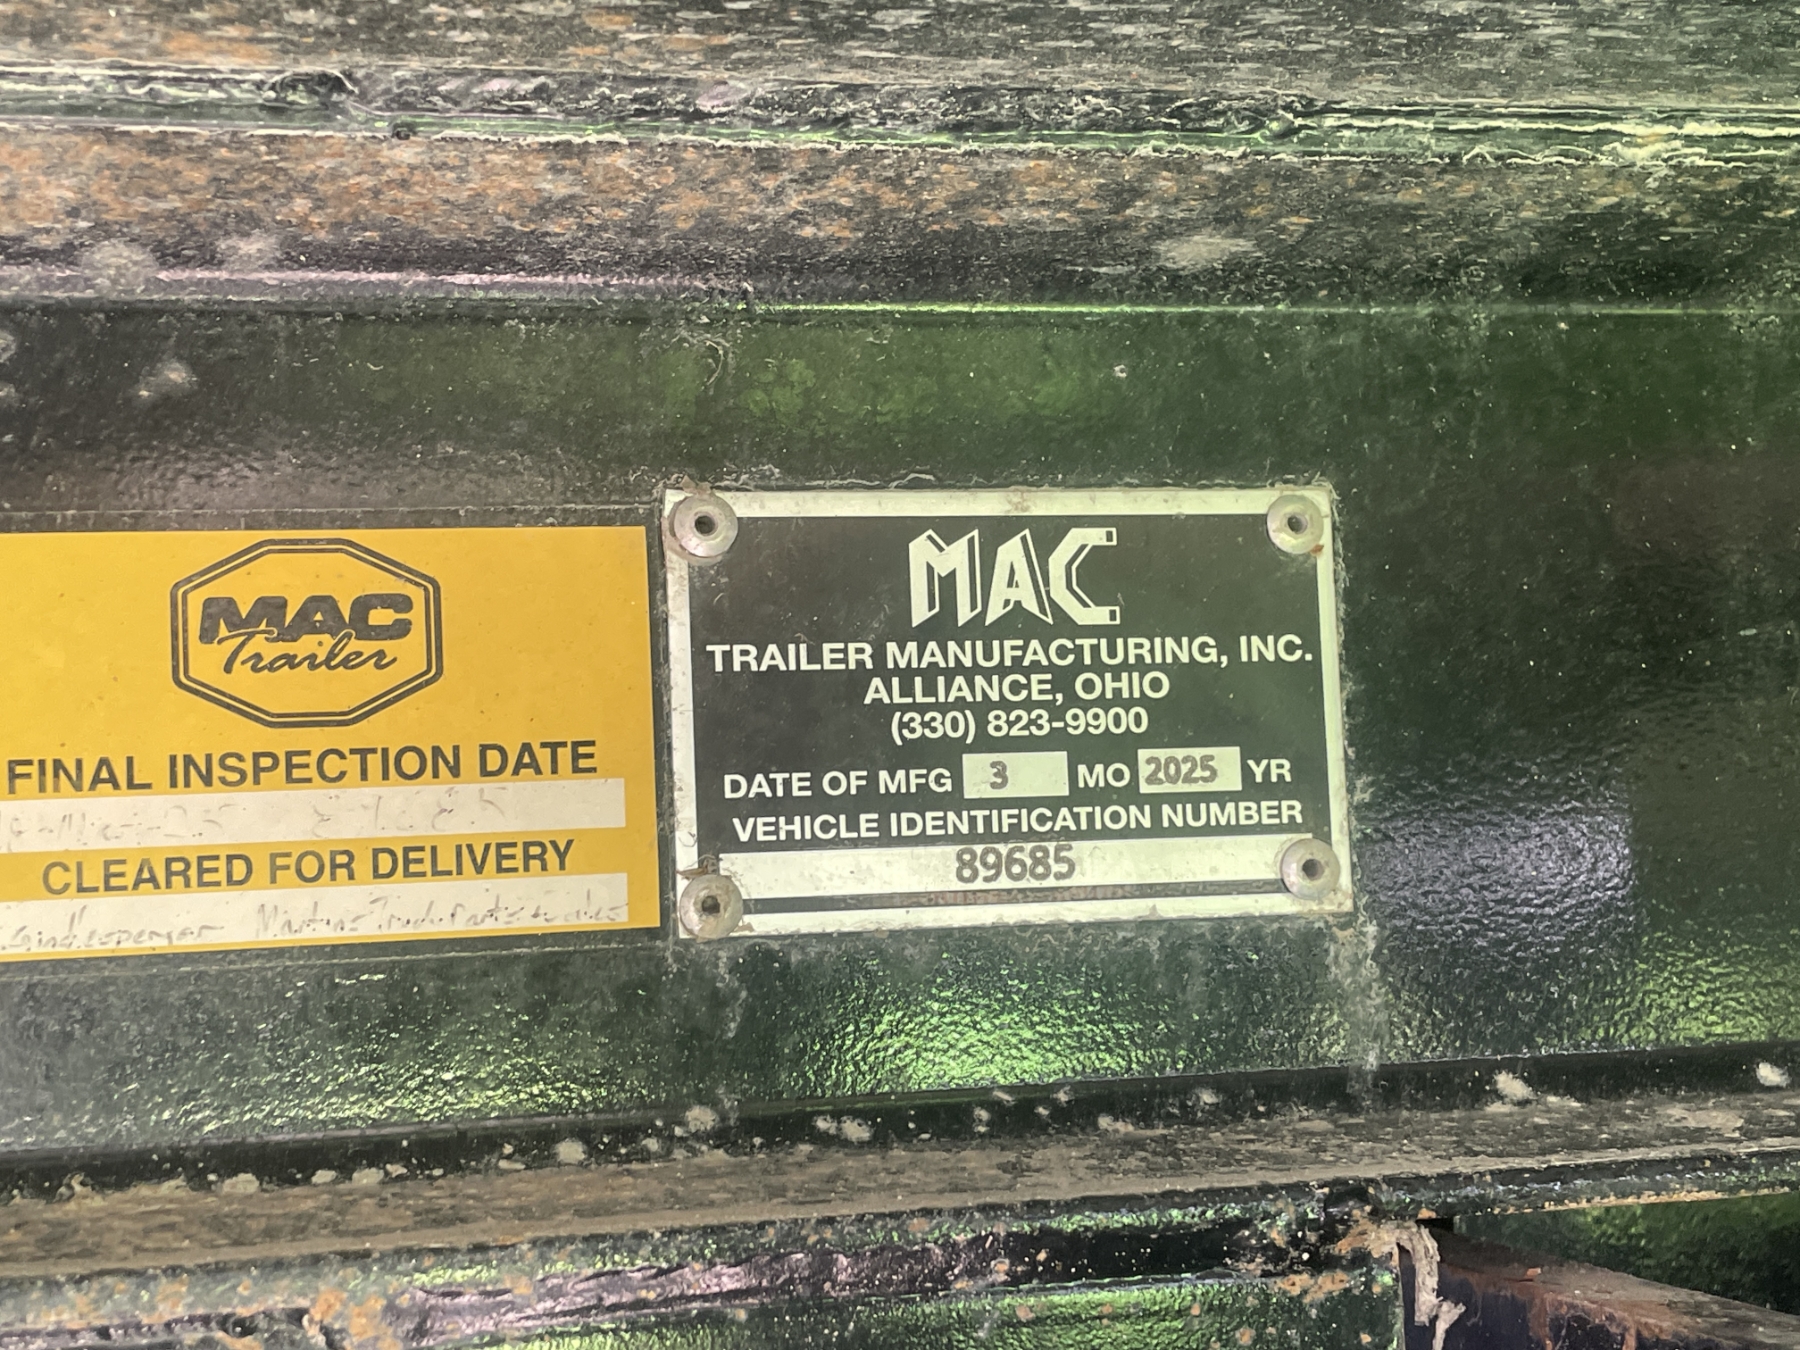 MAC
Trailer
FINAL INSPECTION DATE
CLEARED FOR DELIVERY
MAC
TRAILER MANUFACTURING, INC.
ALLIANCE, OHIO
(330) 823-9900
DATE OF MFG 3 MO 2025 YR
VEHICLE IDENTIFICATION NUMBER
89685